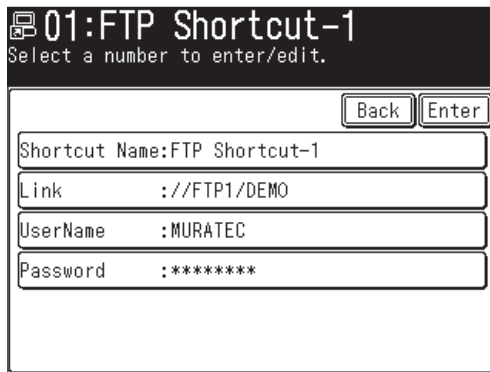 01:FTP Shortcut-1
Select a number to enter/edit.
Back Enter
Shortcut Name:FTP Shortcut-1
Link :://FTP1/DEMO
UserName :MURATEC
Password :********